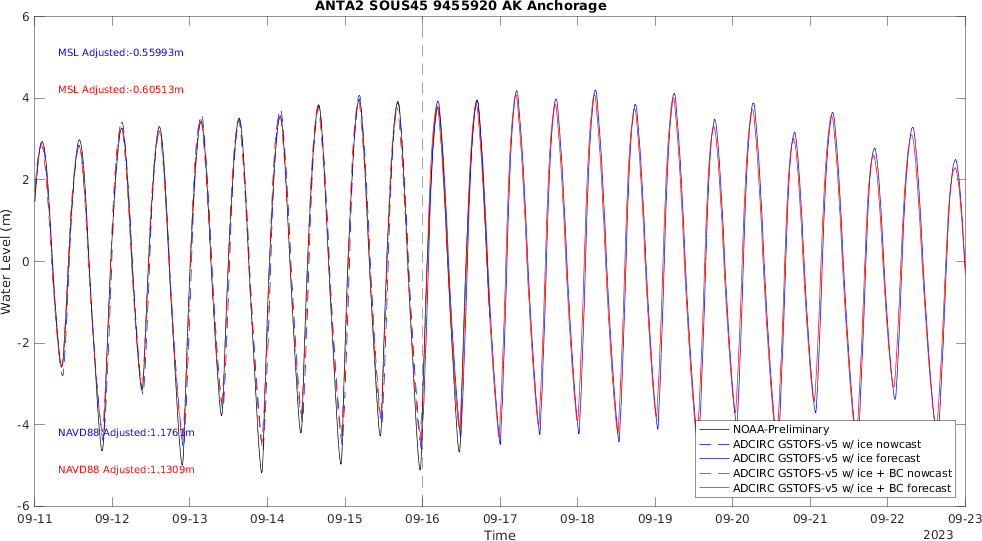 ANTA2 SOUS45 9455920 AK Anchorage
6
4
2
0
-2
-4
-6
Water Level (m)
MSL Adjusted:-0.55993m
MSL Adjusted:-0.60513m
NAVD88 Adjusted:1.1761m
NAVD88 Adjusted:1.1309m
NOAA-Preliminary
ADCIRC GSTOFS-v5 w/ ice nowcast
ADCIRC GSTOFS-v5 w/ ice forecast
ADCIRC GSTOFS-v5 w/ ice + BC nowcast
ADCIRC GSTOFS-v5 w/ ice + BC forecast
09-11 09-12 09-13 09-14 09-15 09-16 09-17 09-18 09-19 09-20 09-21 09-22 09-23
Time
2023